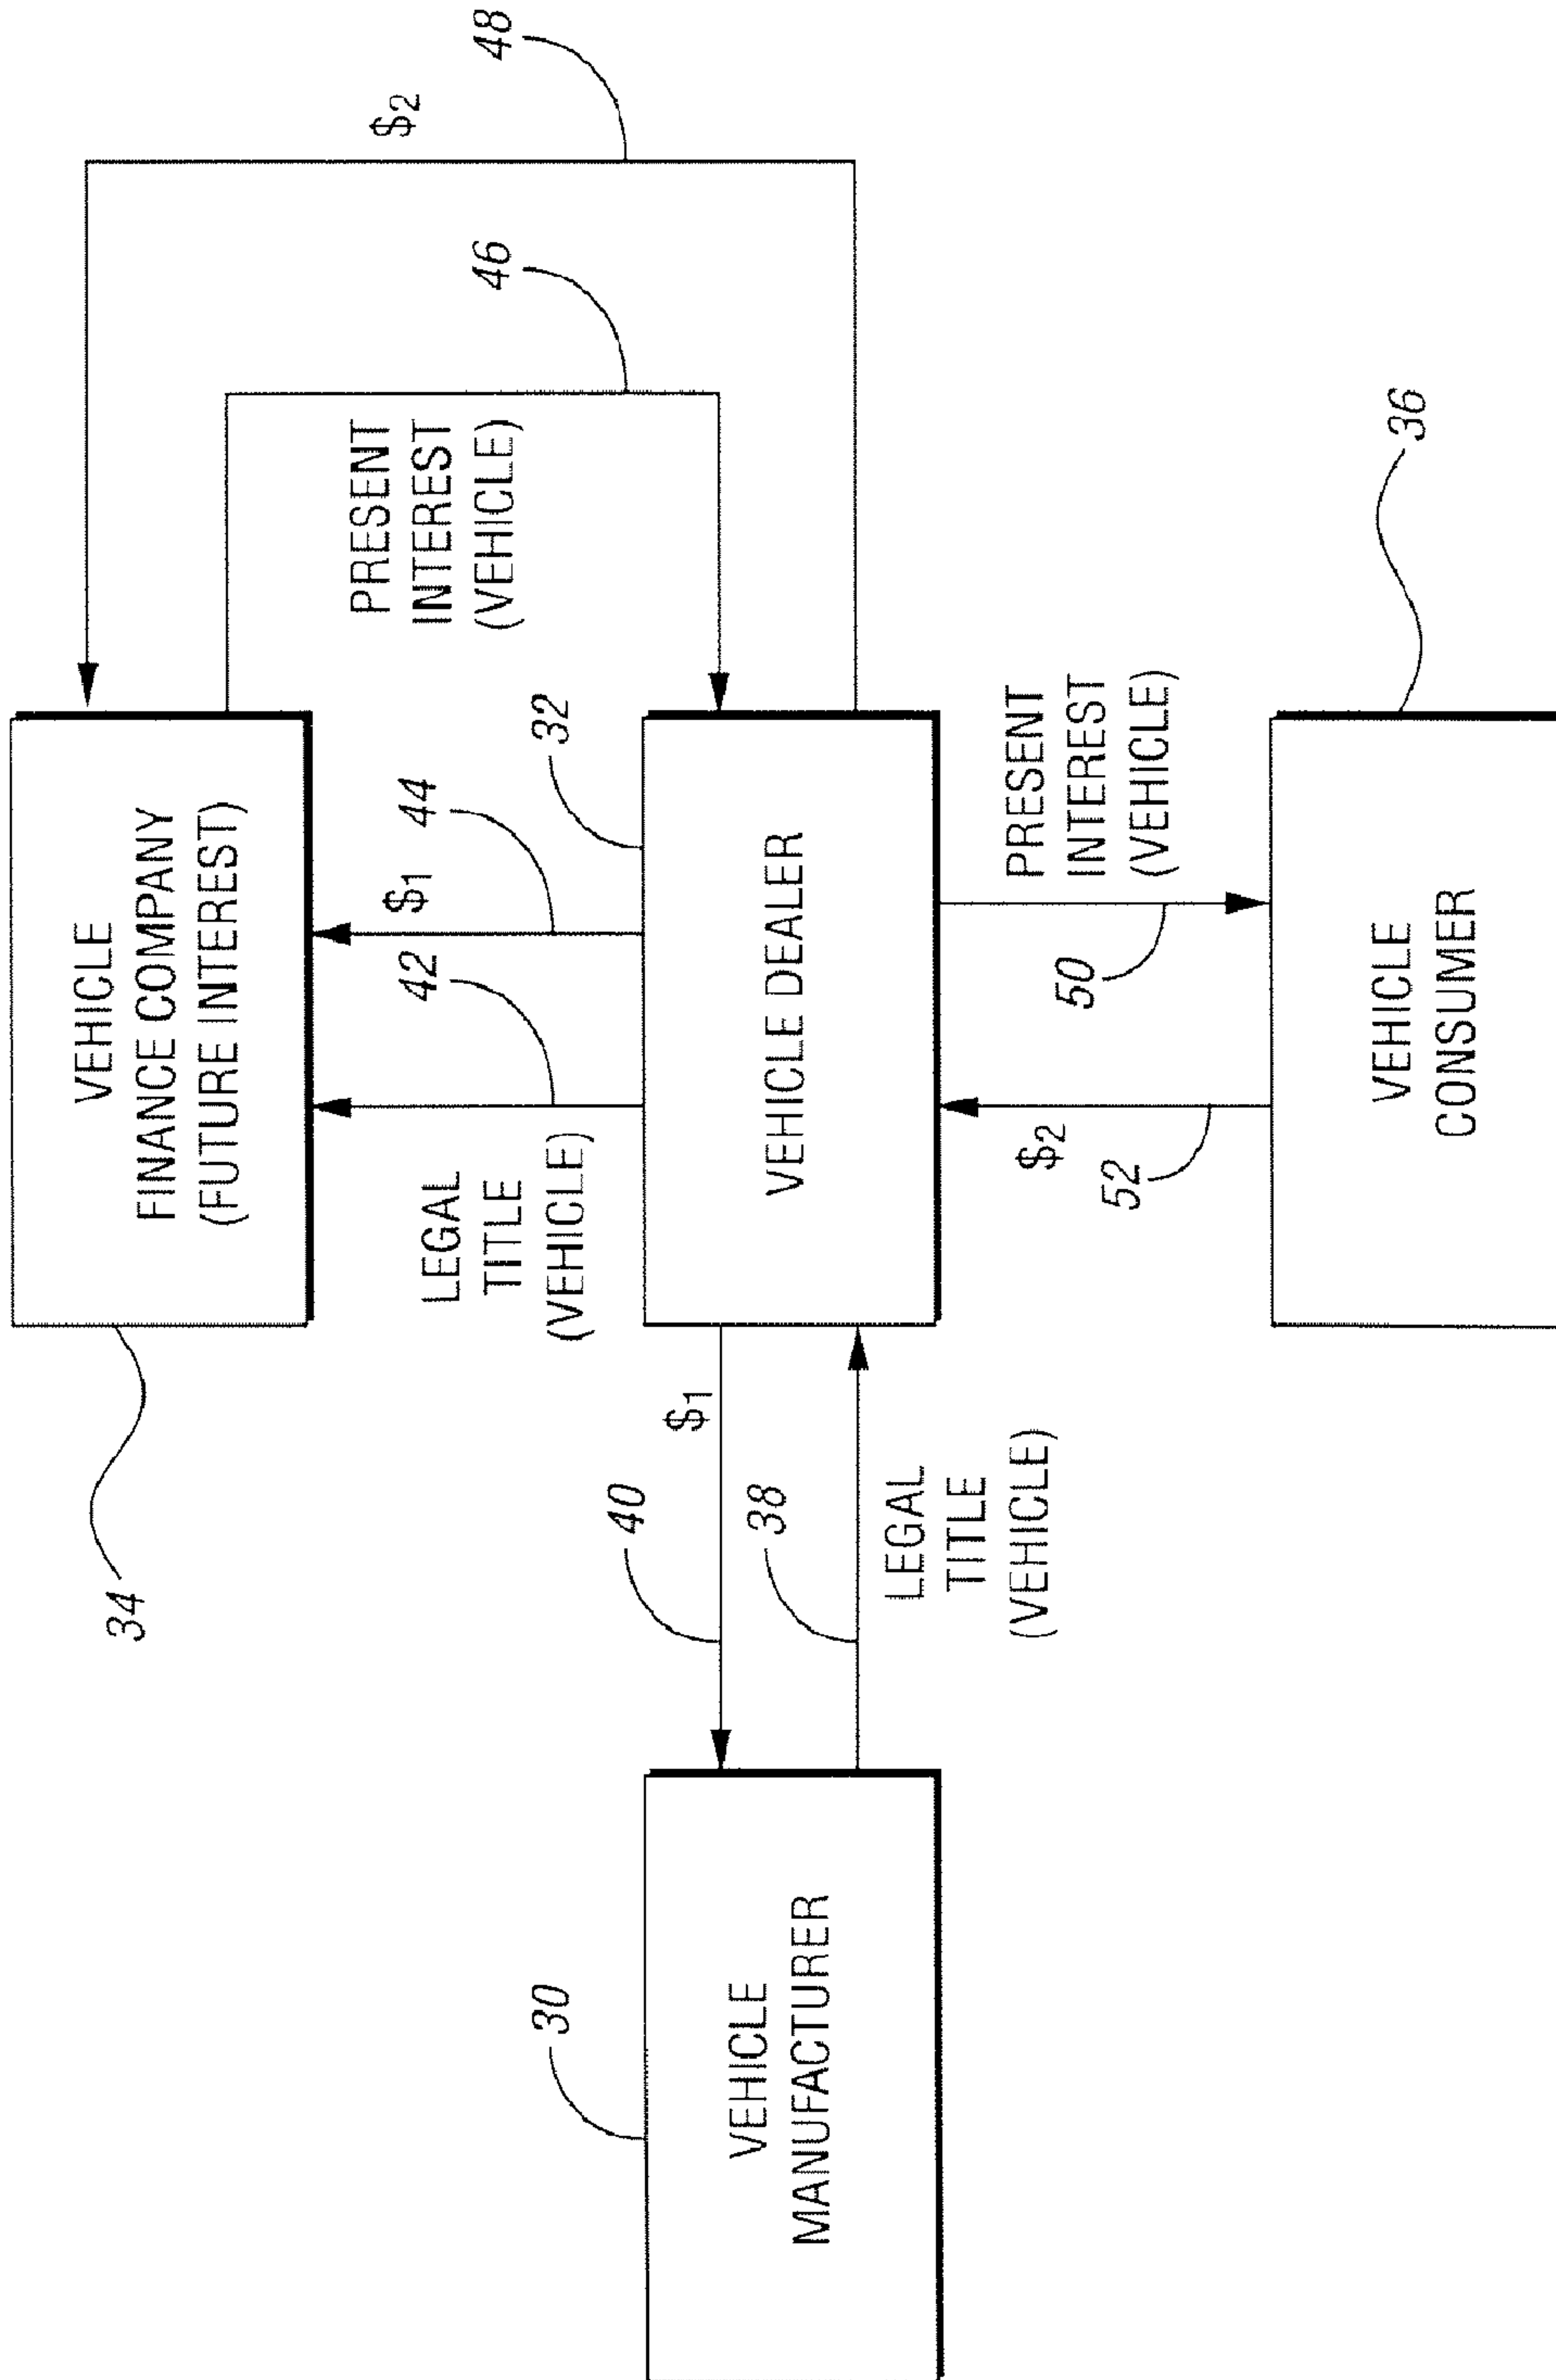 VEHICLE
FINANCE COMPANY
(FUTURE INTEREST)
34
LEGAL
TITLE
(VEHICLE)
42
$1
44
PRESENT
INTEREST
(VEHICLE)
46
$2
48
VEHICLE
MANUFACTURER
30
$1
40
38
LEGAL
TITLE
(VEHICLE)
VEHICLE DEALER
32
$2
52
50
PRESENT
INTEREST
(VEHICLE)
VEHICLE
CONSUMER
36